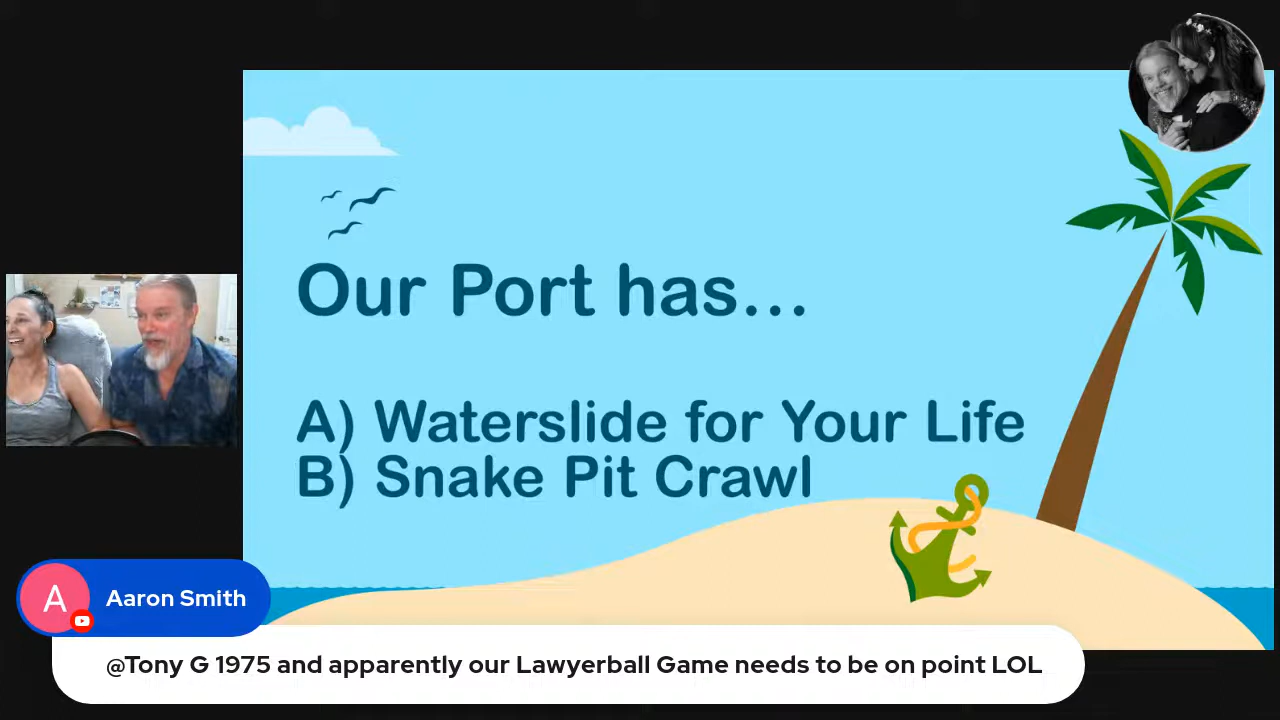 Our Port has...
A) Waterslide for Your Life
B) Snake Pit Crawl
A
Aaron Smith
@Tony G 1975 and apparently our Lawyerball Game needs to be on point LOL